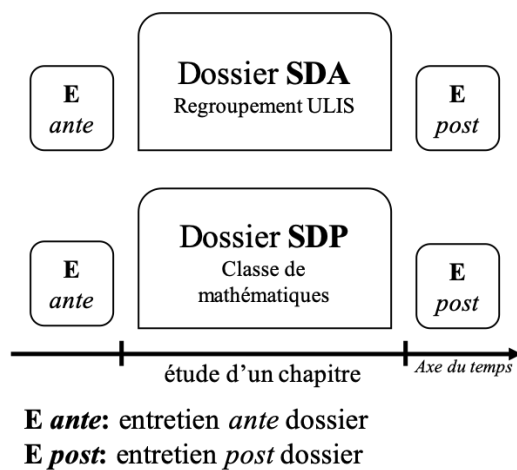 E
ante
Dossier SDA
Regroupement ULIS
E
post
E
ante
Dossier SDP
Classe de
mathématiques
E
post
étude d'un chapitre
Axe du temps
E ante: entretien ante dossier
E post: entretien post dossier